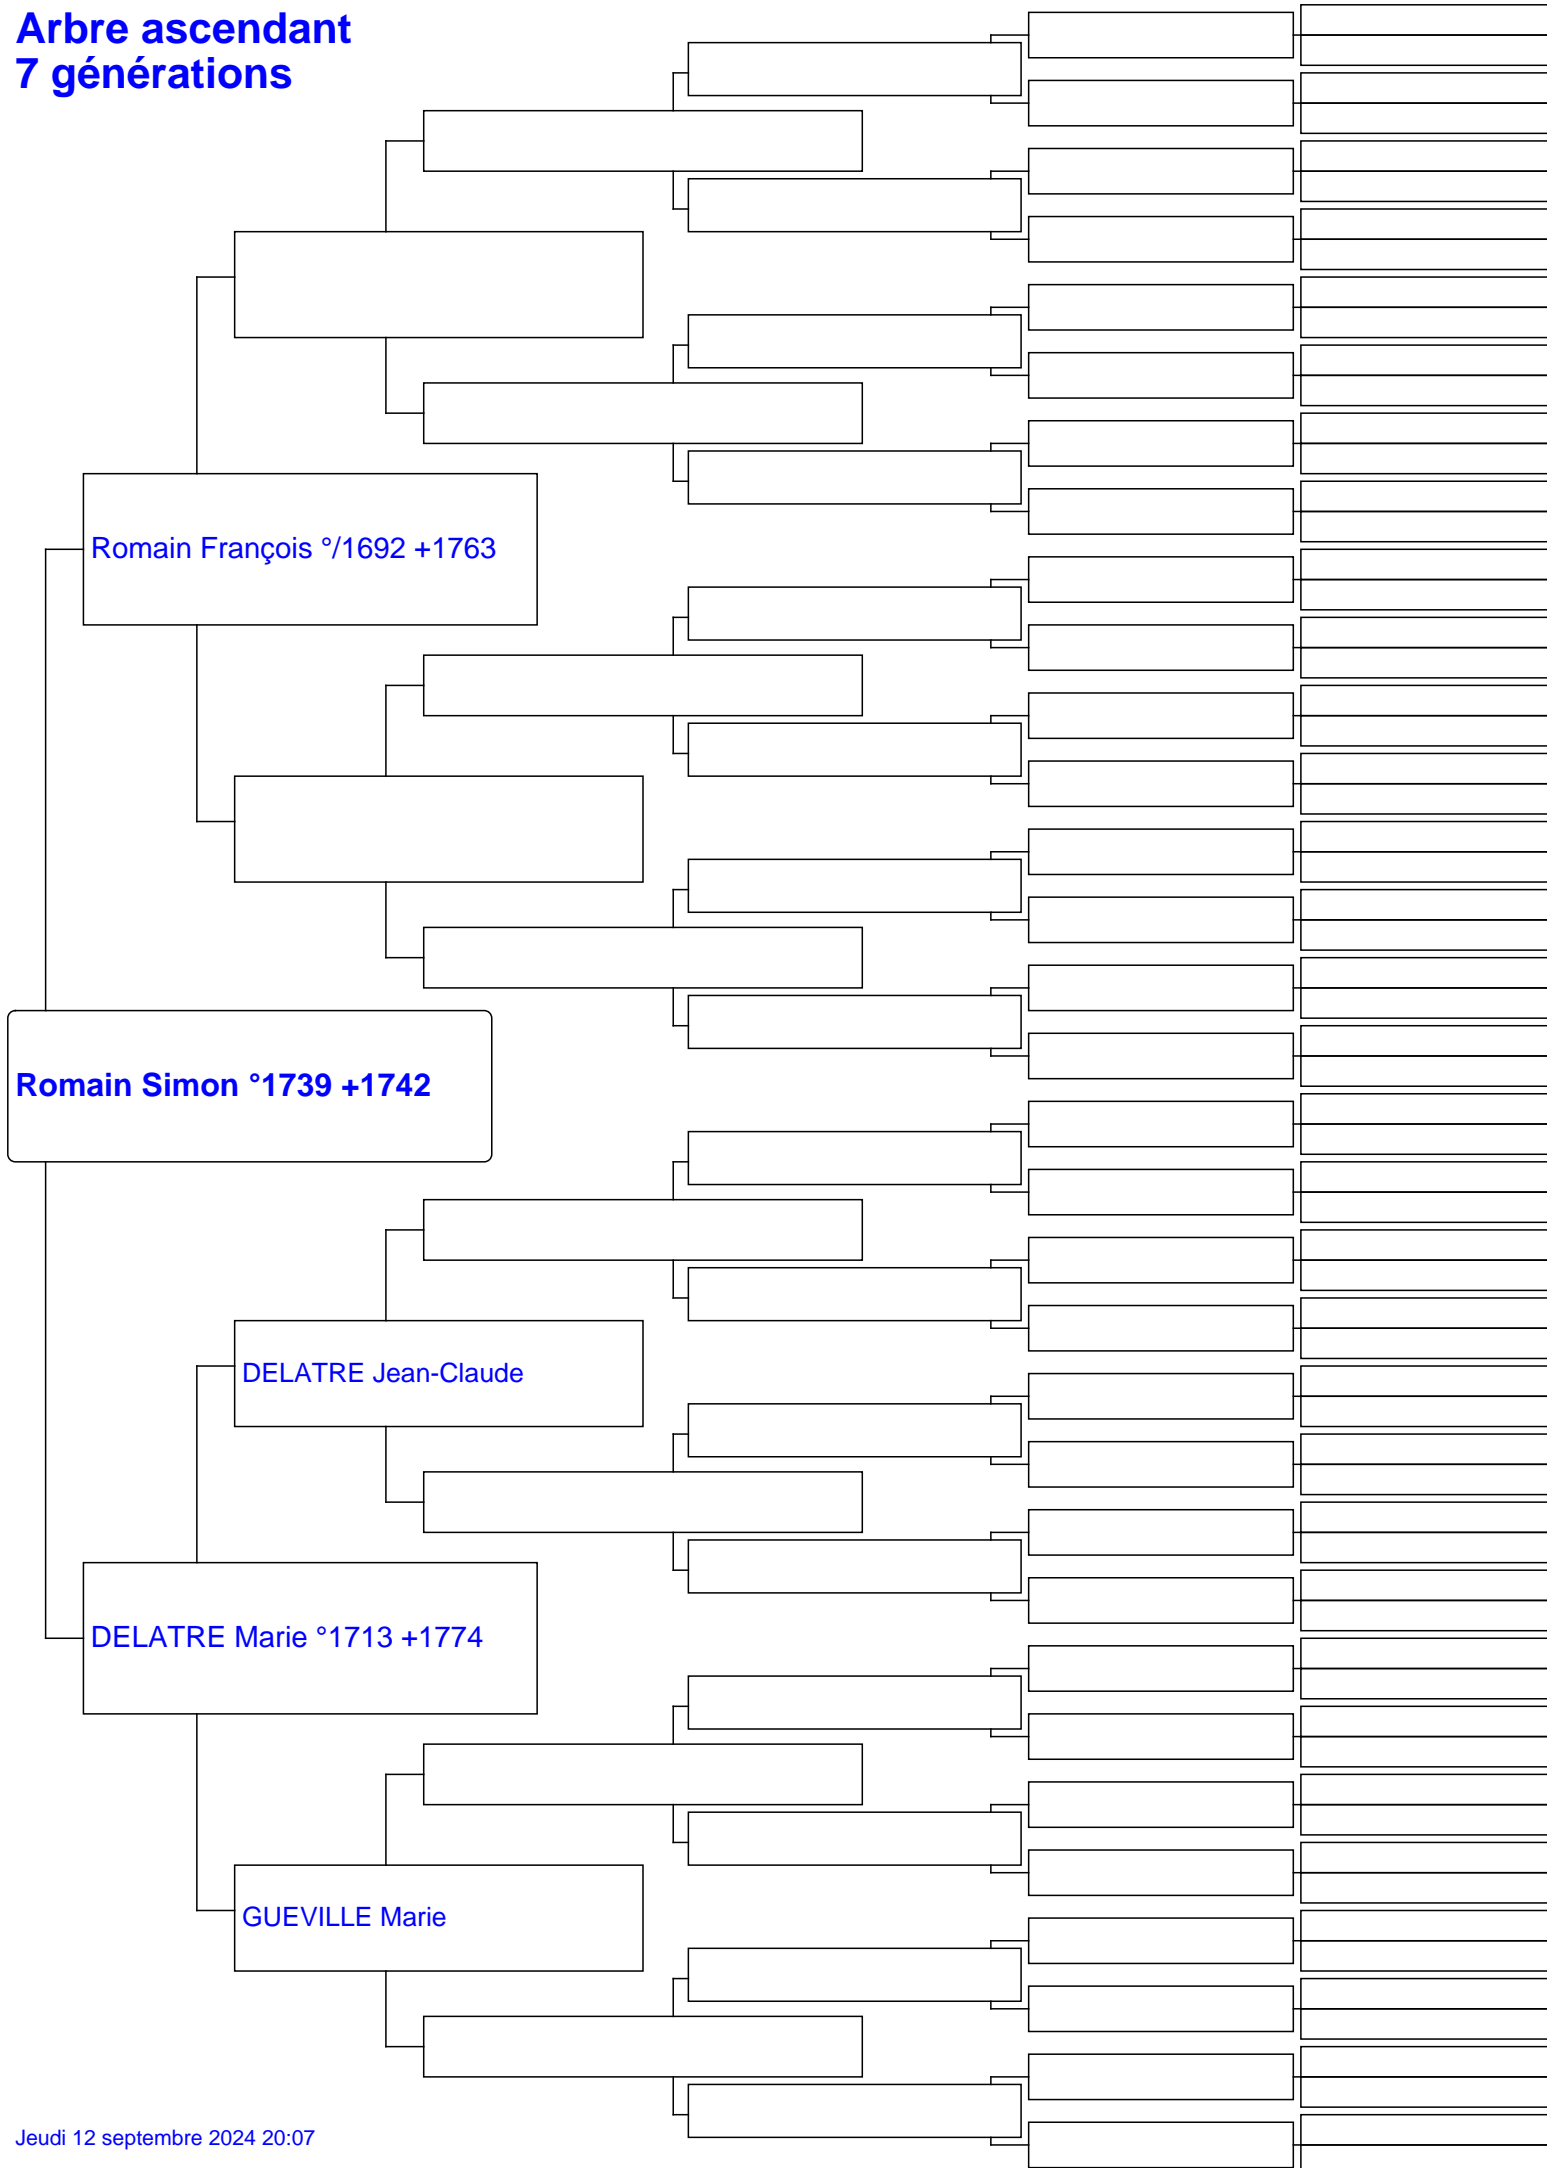 Arbre ascendant
7 générations
Romain François °/1692 +1763
Romain Simon °1739 +1742
DELATRE Jean-Claude
DELATRE Marie °1713 +1774
GUEVILLE Marie
Jeudi 12 septembre 2024 20:07